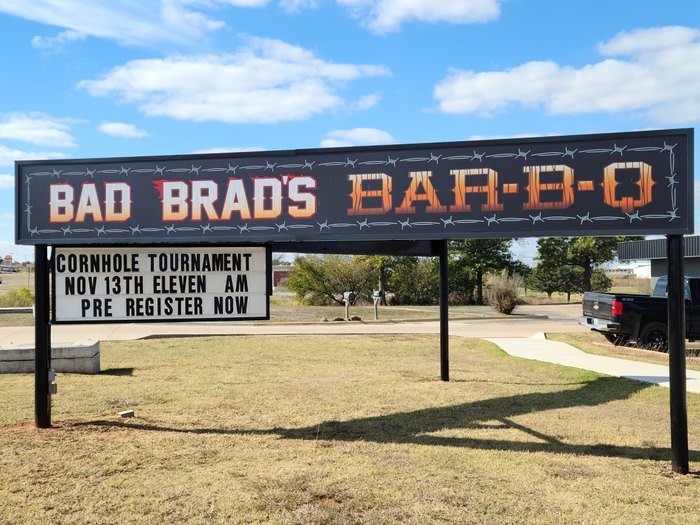 BAD BRAD'S BAR-B-Q
CORNHOLE TOURNAMENT
NOV 13TH ELEVEN AM
PRE REGISTER NOW